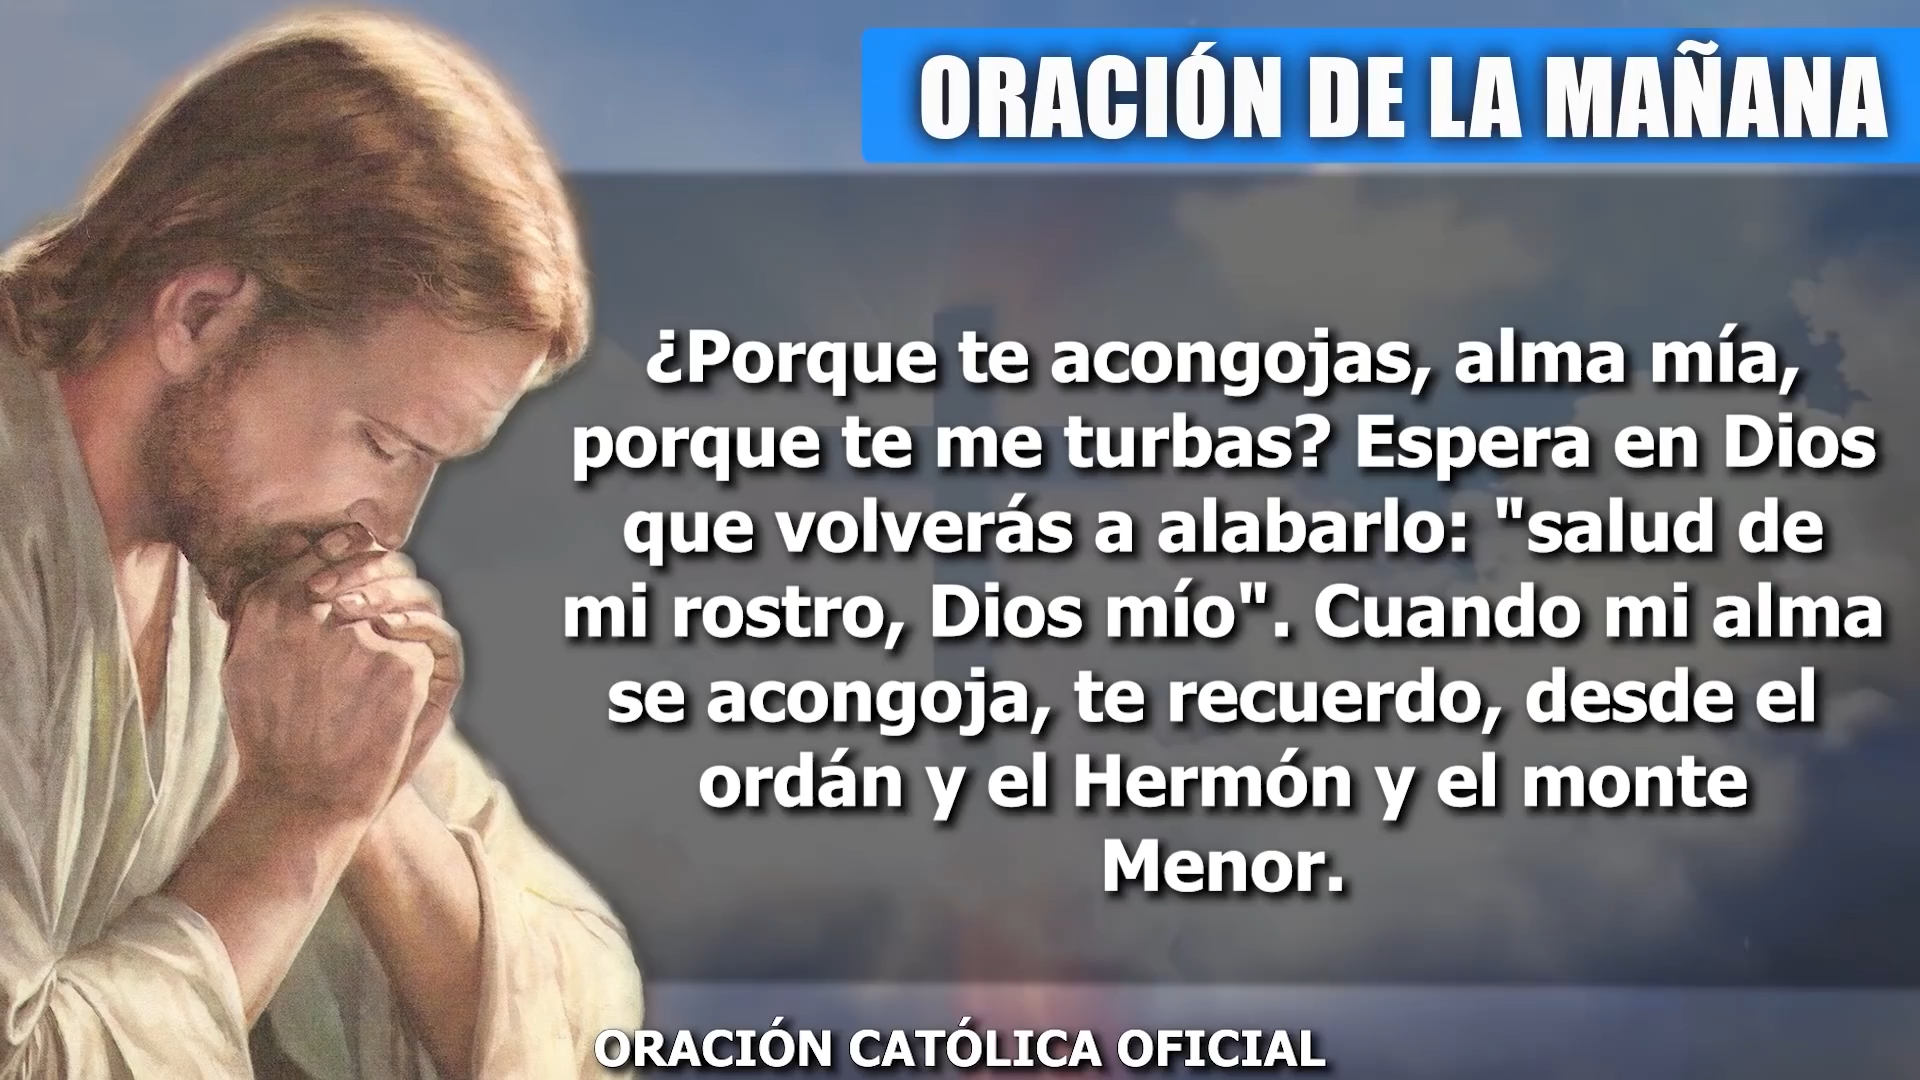 ORACIÓN DE LA MAÑANA
¿Porque te acongojas, alma mía,
porque te me turbas? Espera en Dios
que volverás a alabarlo: "salud de
mi rostro, Dios mío". Cuando mi alma
se acongoja, te recuerdo, desde el
ordán y el Hermón y el monte
Menor.
ORACIÓN CATÓLICA OFICIAL